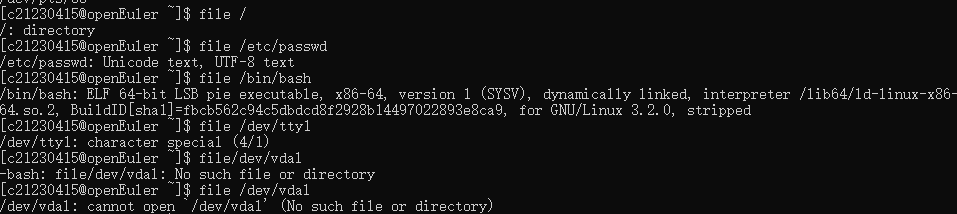 /dev/pts/88
[c21230415@openEuler ~]$ file /
/: directory
[c21230415@openEuler ~]$ file /etc/passwd
/etc/passwd: Unicode text, UTF-8 text
[c21230415@openEuler ~]$ file /bin/bash
/bin/bash: ELF 64-bit LSB pie executable, x86-64, version 1 (SYSV), dynamically linked, interpreter /lib64/ld-linux-x86-
64.so.2, BuildID[sha1]=fbcb562c94c5dbdcd8f2928b14497022893e8ca9, for GNU/Linux 3.2.0, stripped
[c21230415@openEuler ~]$ file /dev/tty1
/dev/tty1: character special (4/1)
[c21230415@openEuler ~]$ file/dev/vda1
-bash: file/dev/vda1: No such file or directory
[c21230415@openEuler ~]$ file /dev/vda1
/dev/vda1: cannot open `/dev/vda1' (No such file or directory)